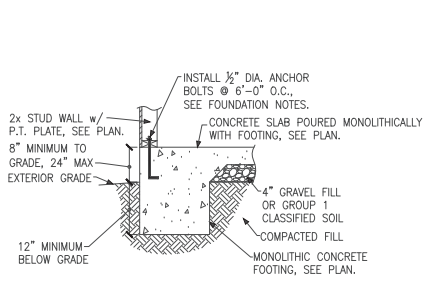 INSTALL ½" DIA. ANCHOR
BOLTS @ 6'-0" O.C.,
SEE FOUNDATION NOTES.
2x STUD WALL w/
P.T. PLATE, SEE PLAN.
CONCRETE SLAB POURED MONOLITHICALLY
WITH FOOTING, SEE PLAN.
8" MINIMUM TO
GRADE, 24" MAX
EXTERIOR GRADE
4" GRAVEL FILL
OR GROUP 1
CLASSIFIED SOIL
COMPACTED FILL
12" MINIMUM
BELOW GRADE
MONOLITHIC CONCRETE
FOOTING, SEE PLAN.